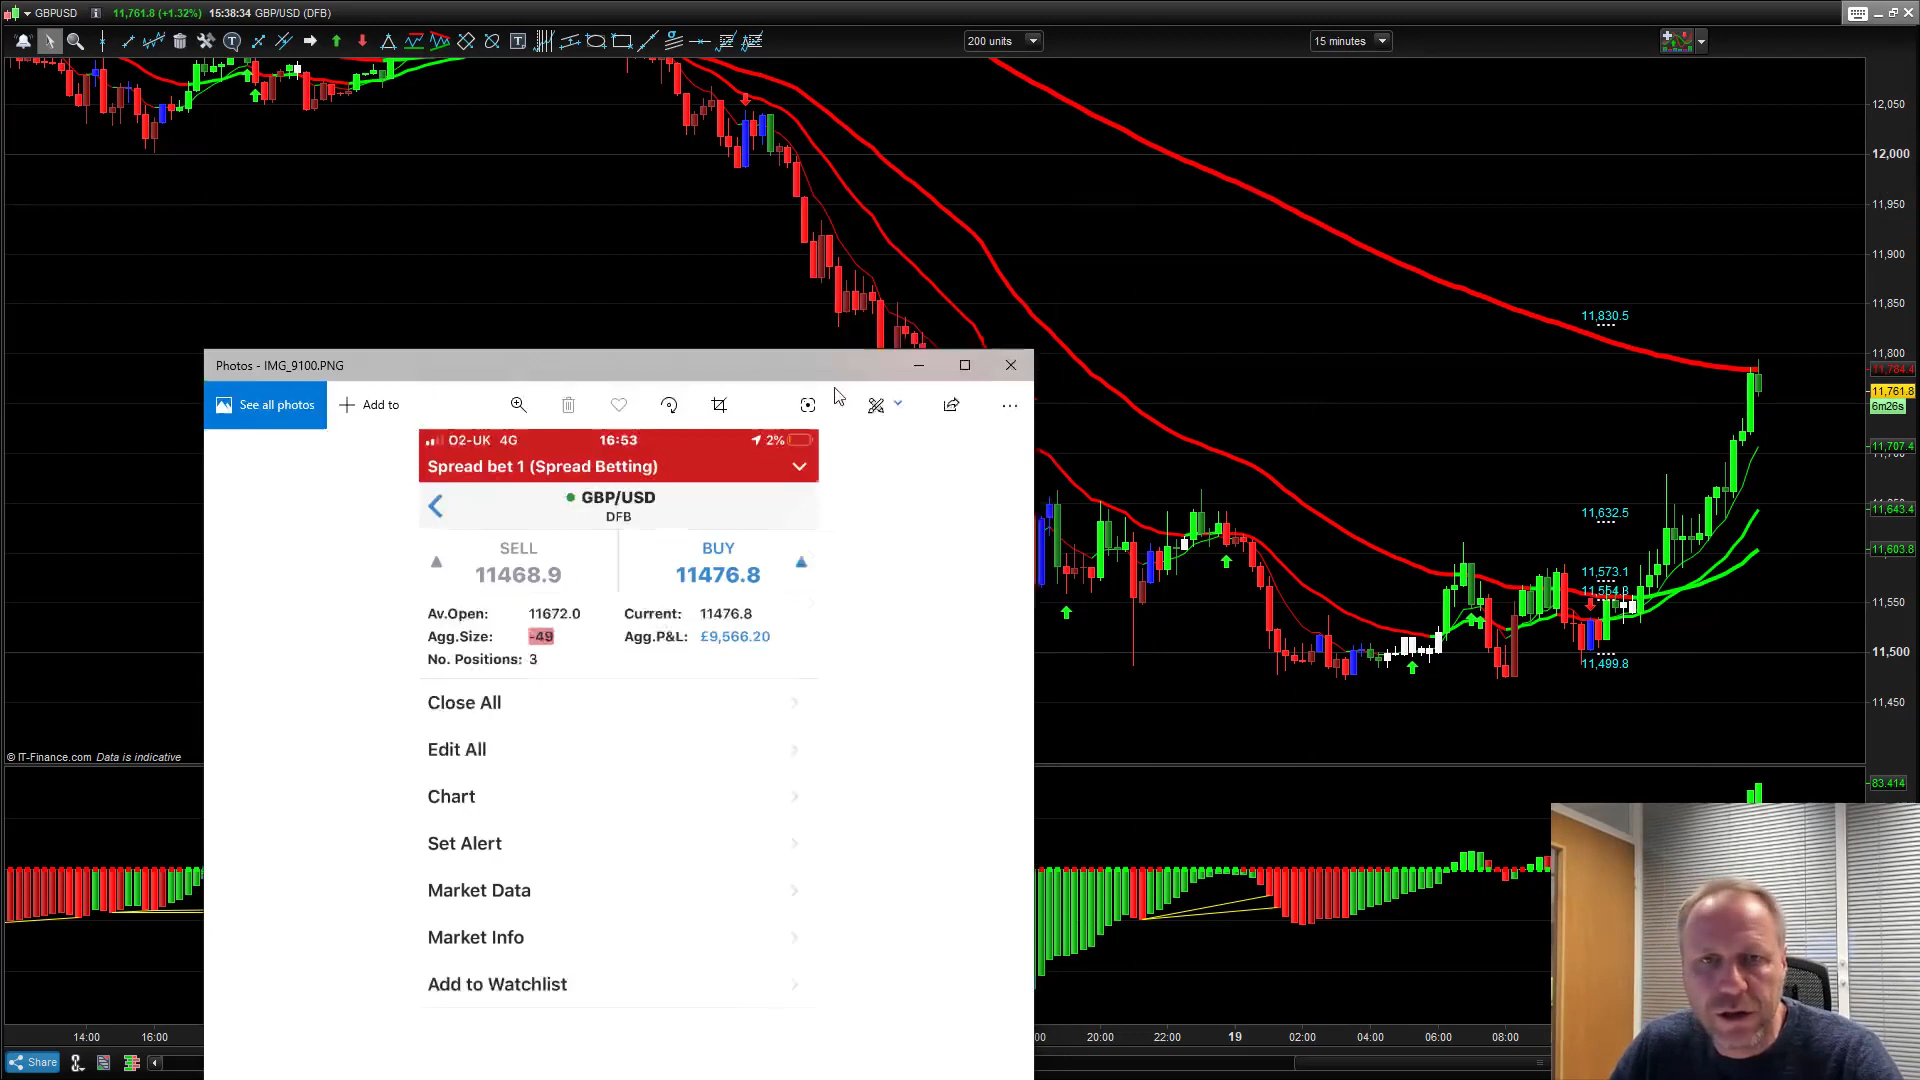 GBPUSD 11,761.8 (+1.32%) 15:38:34 GBP/USD (DFB)
200 units
15 minutes
12,050
12,000
11,950
11,900
11,850
11,830.5
11,800
11,784.4
11,761.8
6m26s
11,707.4
11,632.5
11,643.4
11,573.1
11,603.8
11,550
11,500
11,499.8
11,450
Photos - IMG_9100.PNG
See all photos
Add to
O2-UK 4G 16:53 2%
Spread bet 1 (Spread Betting)
GBP/USD
DFB
SELL BUY
11468.9 11476.8
Av.Open: 11672.0 Current: 11476.8
Agg.Size: -49 Agg.P&L: £9,566.20
No. Positions: 3
Close All
Edit All
Chart
Set Alert
Market Data
Market Info
Add to Watchlist
© IT-Finance.com Data is indicative
83.414
14:00 16:00 20:00 22:00 19 02:00 04:00 06:00 08:00
Share